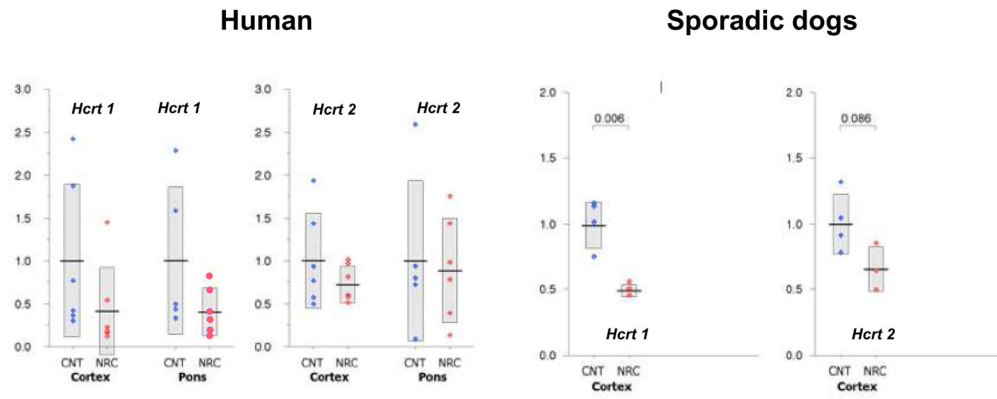 Human
Sporadic dogs
3.0
2.5
2.0
1.5
1.0
0.5
0.0
Hcrt 1
Hcrt 1
CNT NRC
Cortex
CNT NRC
Pons
3.0
2.5
2.0
1.5
1.0
0.5
0.0
Hcrt 2
Hcrt 2
CNT NRC
Cortex
CNT NRC
Pons
2.0
1.5
1.0
0.5
0.0
0.006
Hcrt 1
CNT NRC
Cortex
2.0
1.5
1.0
0.5
0.0
0.086
Hcrt 2
CNT NRC
Cortex